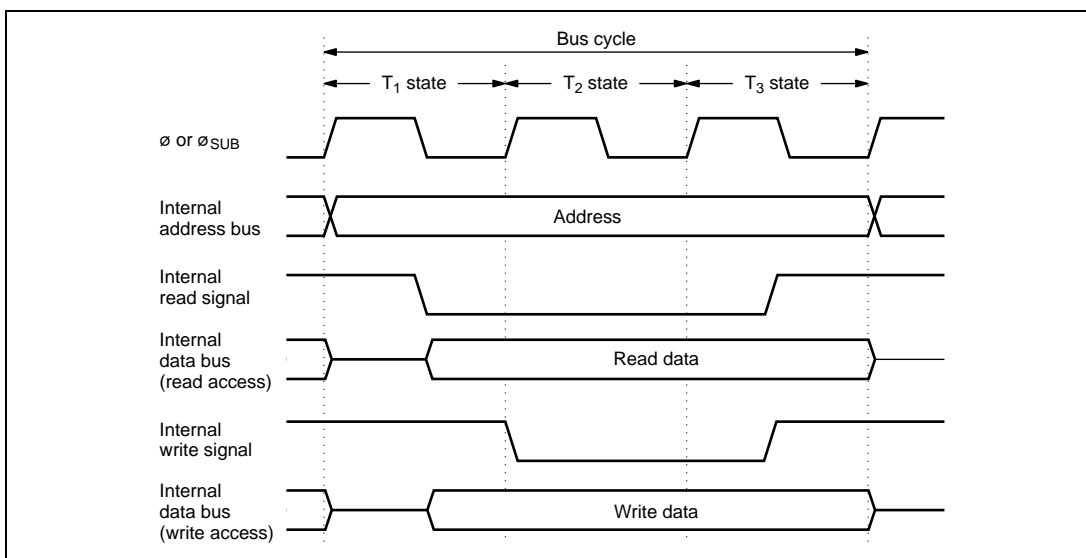 Bus cycle
T1 state
T2 state
T3 state
ø or øSUB
Internal
address bus
Address
Internal
read signal
Internal
data bus
(read access)
Read data
Internal
write signal
Internal
data bus
(write access)
Write data